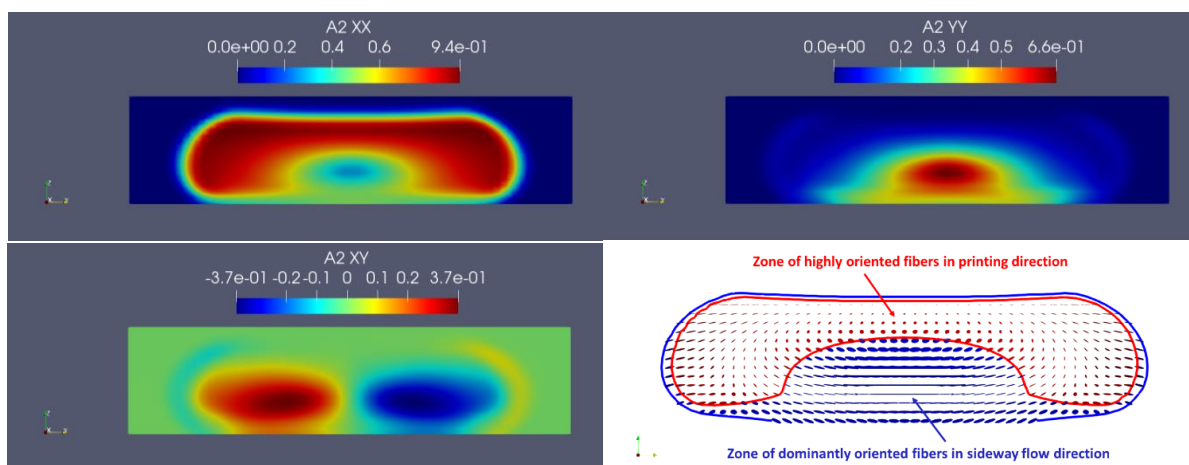 A2 XX
0.0e+00 0.2 0.4 0.6 9.4e-01
A2 YY
0.0e+00 0.2 0.3 0.4 0.5 6.6e-01
A2 XY
-3.7e-01 -0.2 -0.1 0 0.1 0.2 3.7e-01
Zone of highly oriented fibers in printing direction
Zone of dominantly oriented fibers in sideway flow direction